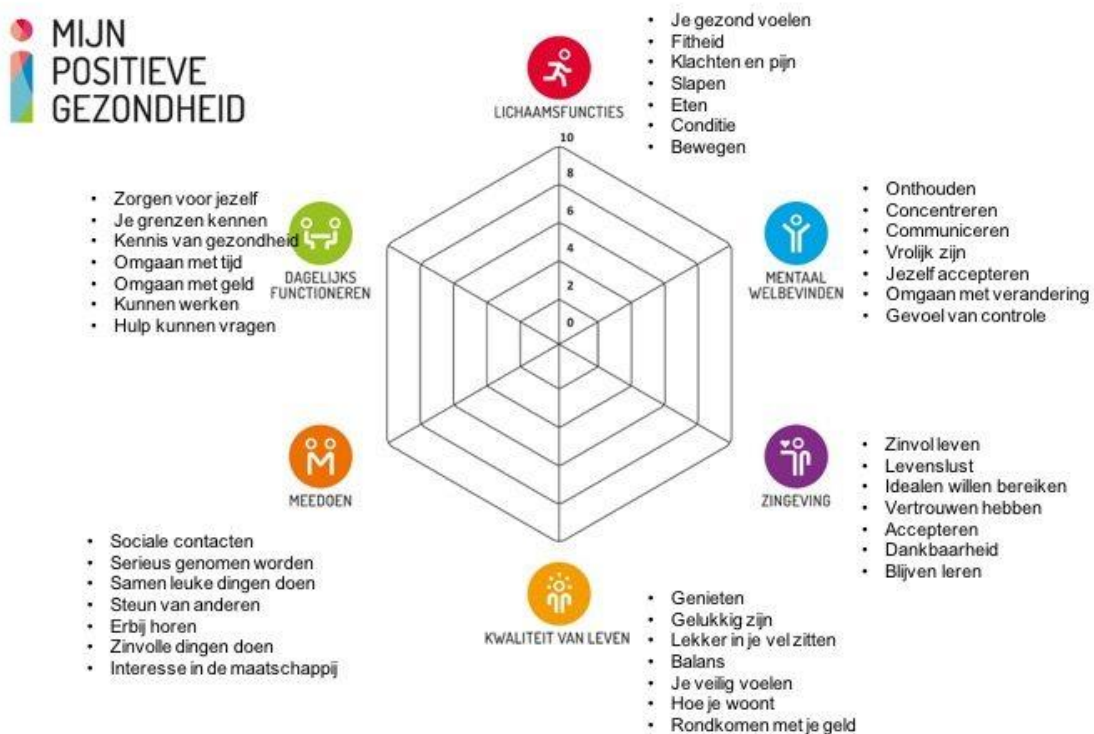 MIJN
POSITIEVE
GEZONDHEID
LICHAAMSFUNCTIES
• Je gezond voelen
• Fitheid
• Klachten en pijn
• Slapen
• Eten
• Conditie
• Bewegen
10
8
6
4
2
0
• Zorgen voor jezelf
• Je grenzen kennen
• Kennis van gezondheid
• Omgaan met tijd
• Omgaan met geld
• Kunnen werken
• Hulp kunnen vragen
DAGELIJKS
FUNCTIONEREN
MENTAAL
WELBEVINDEN
• Onthouden
• Concentreren
• Communiceren
• Vrolijk zijn
• Jezelf accepteren
• Omgaan met verandering
• Gevoel van controle
MEEDOEN
• Sociale contacten
• Serieus genomen worden
• Samen leuke dingen doen
• Steun van anderen
• Erbij horen
• Zinvolle dingen doen
• Interesse in de maatschappij
ZINGEVING
• Zinvol leven
• Levenslust
• Idealen willen bereiken
• Vertrouwen hebben
• Accepteren
• Dankbaarheid
• Blijven leren
KWALITEIT VAN LEVEN
• Genieten
• Gelukkig zijn
• Lekker in je vel zitten
• Balans
• Je veilig voelen
• Hoe je woont
• Rondkomen met je geld